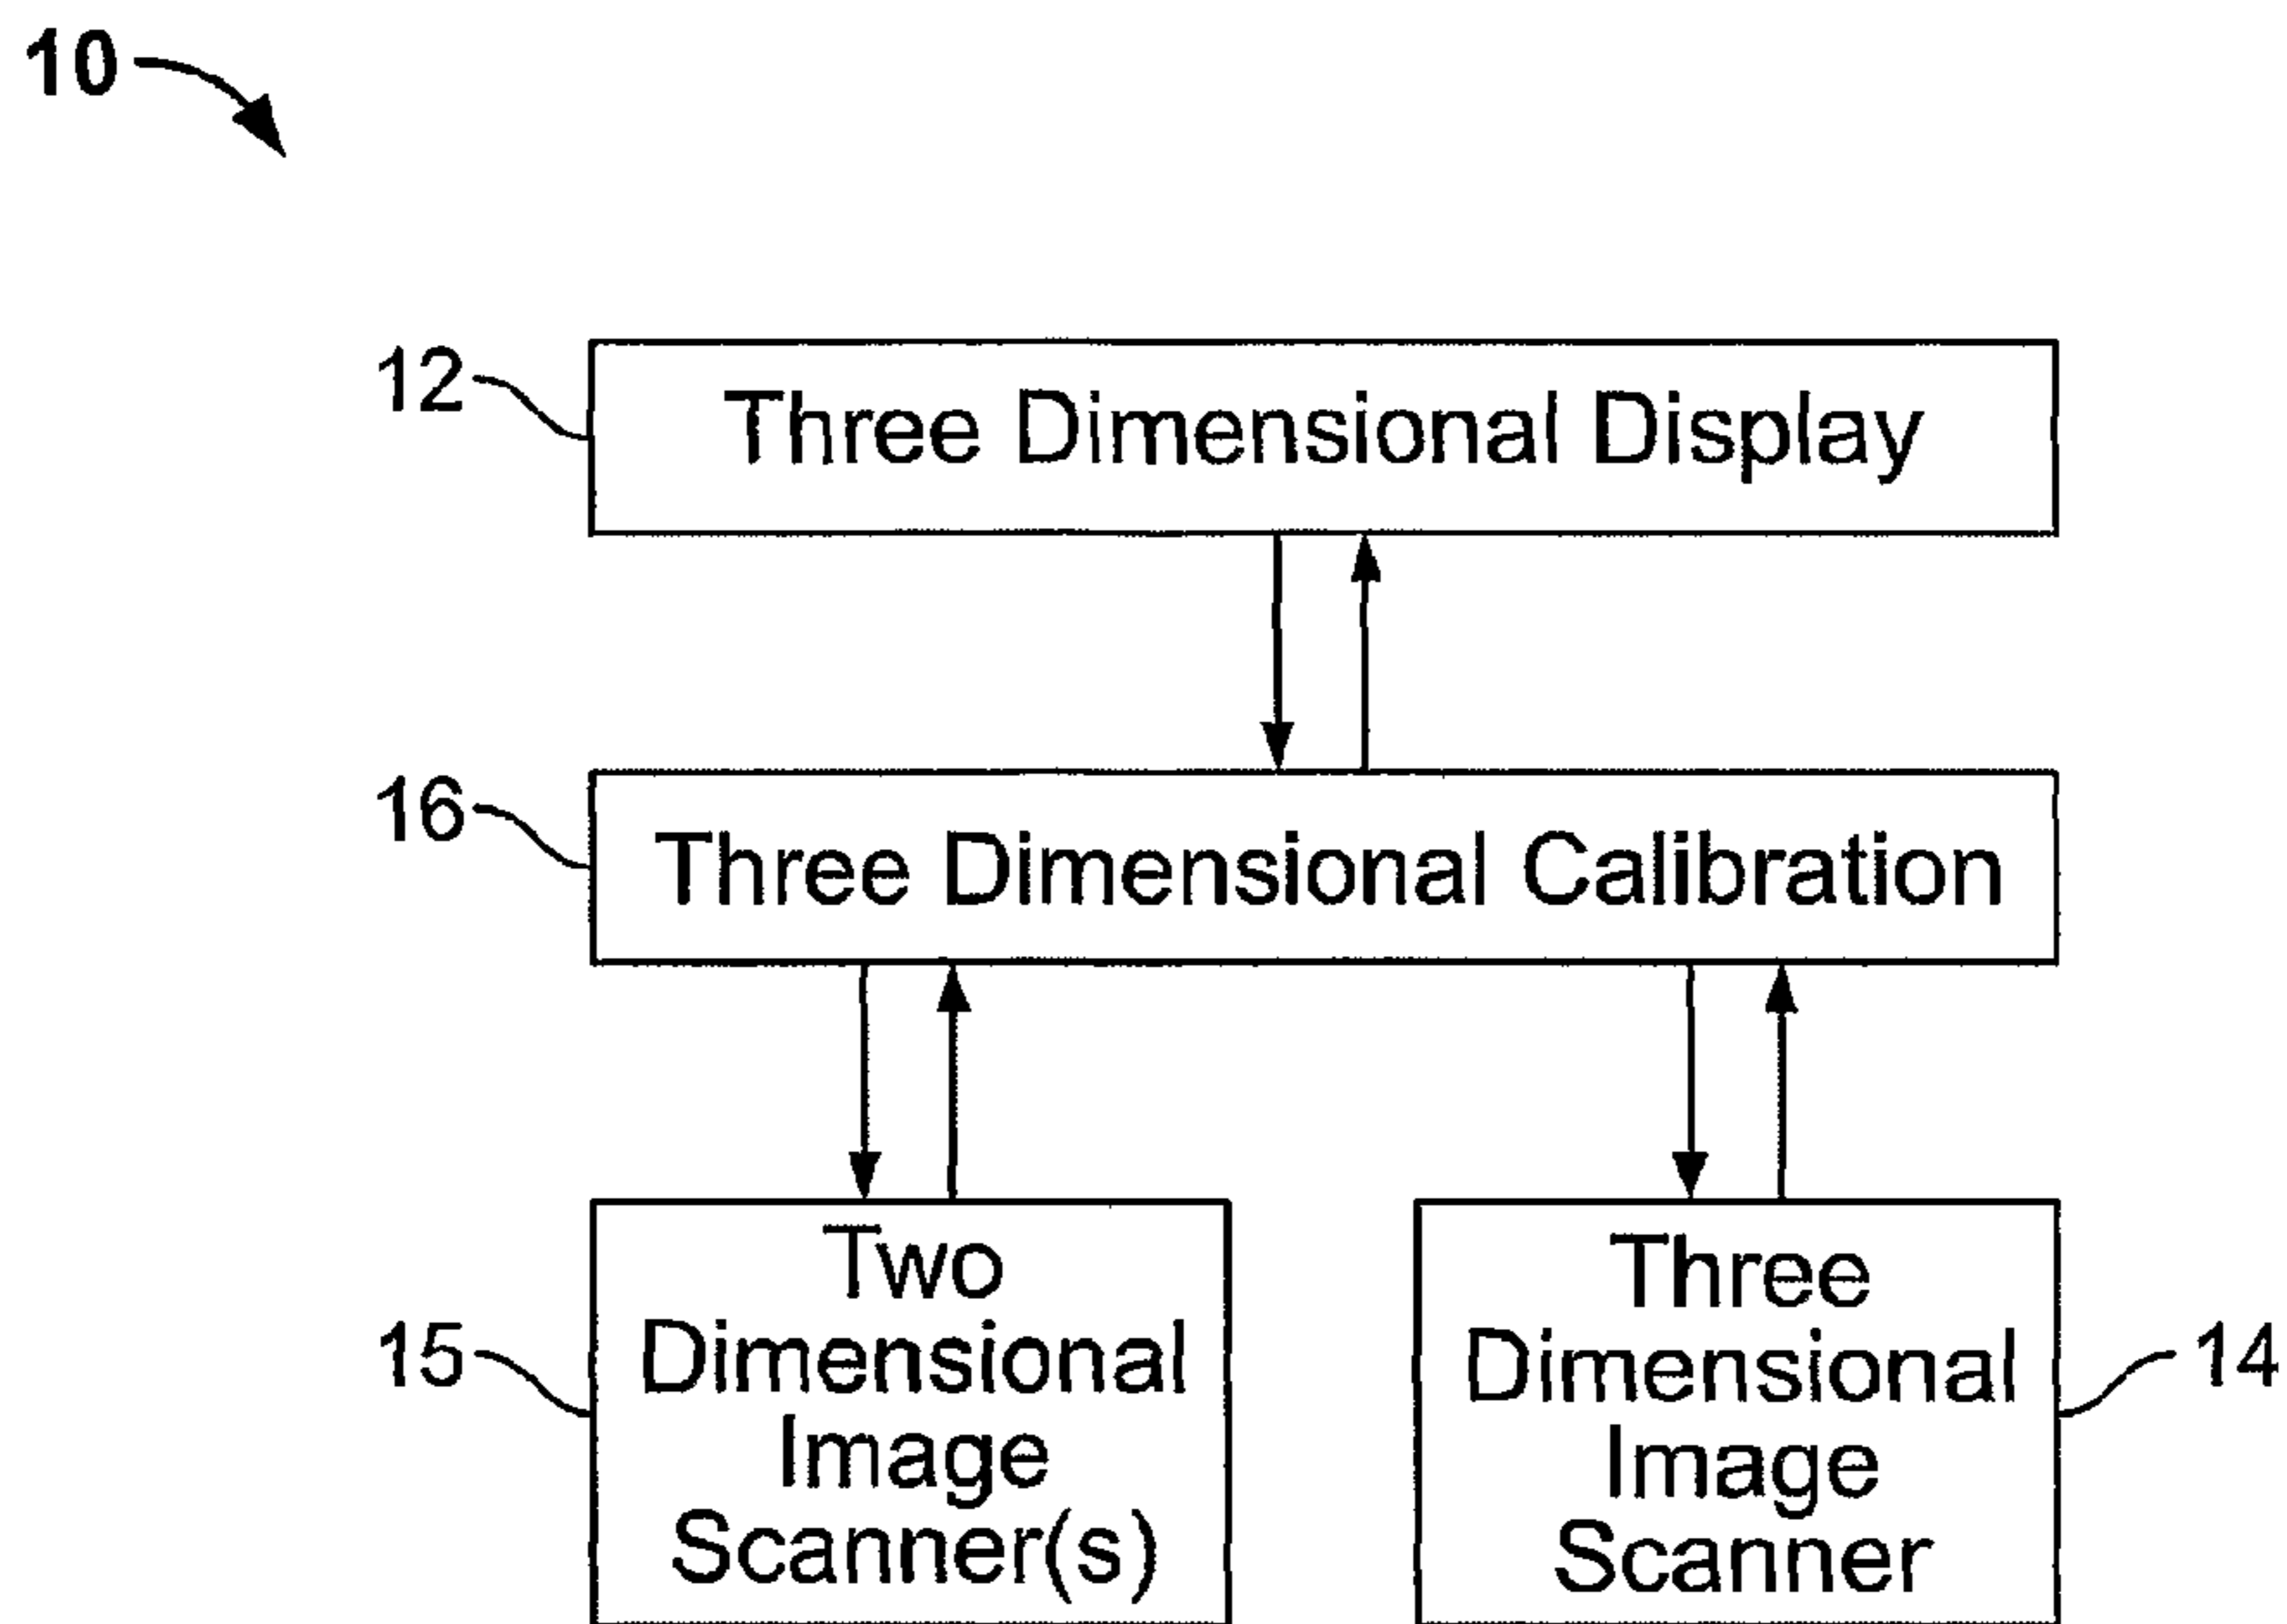 10
12
Three Dimensional Display
16
Three Dimensional Calibration
15
Two
Dimensional
Image
Scanner(s)
Three
Dimensional
Image
Scanner
14